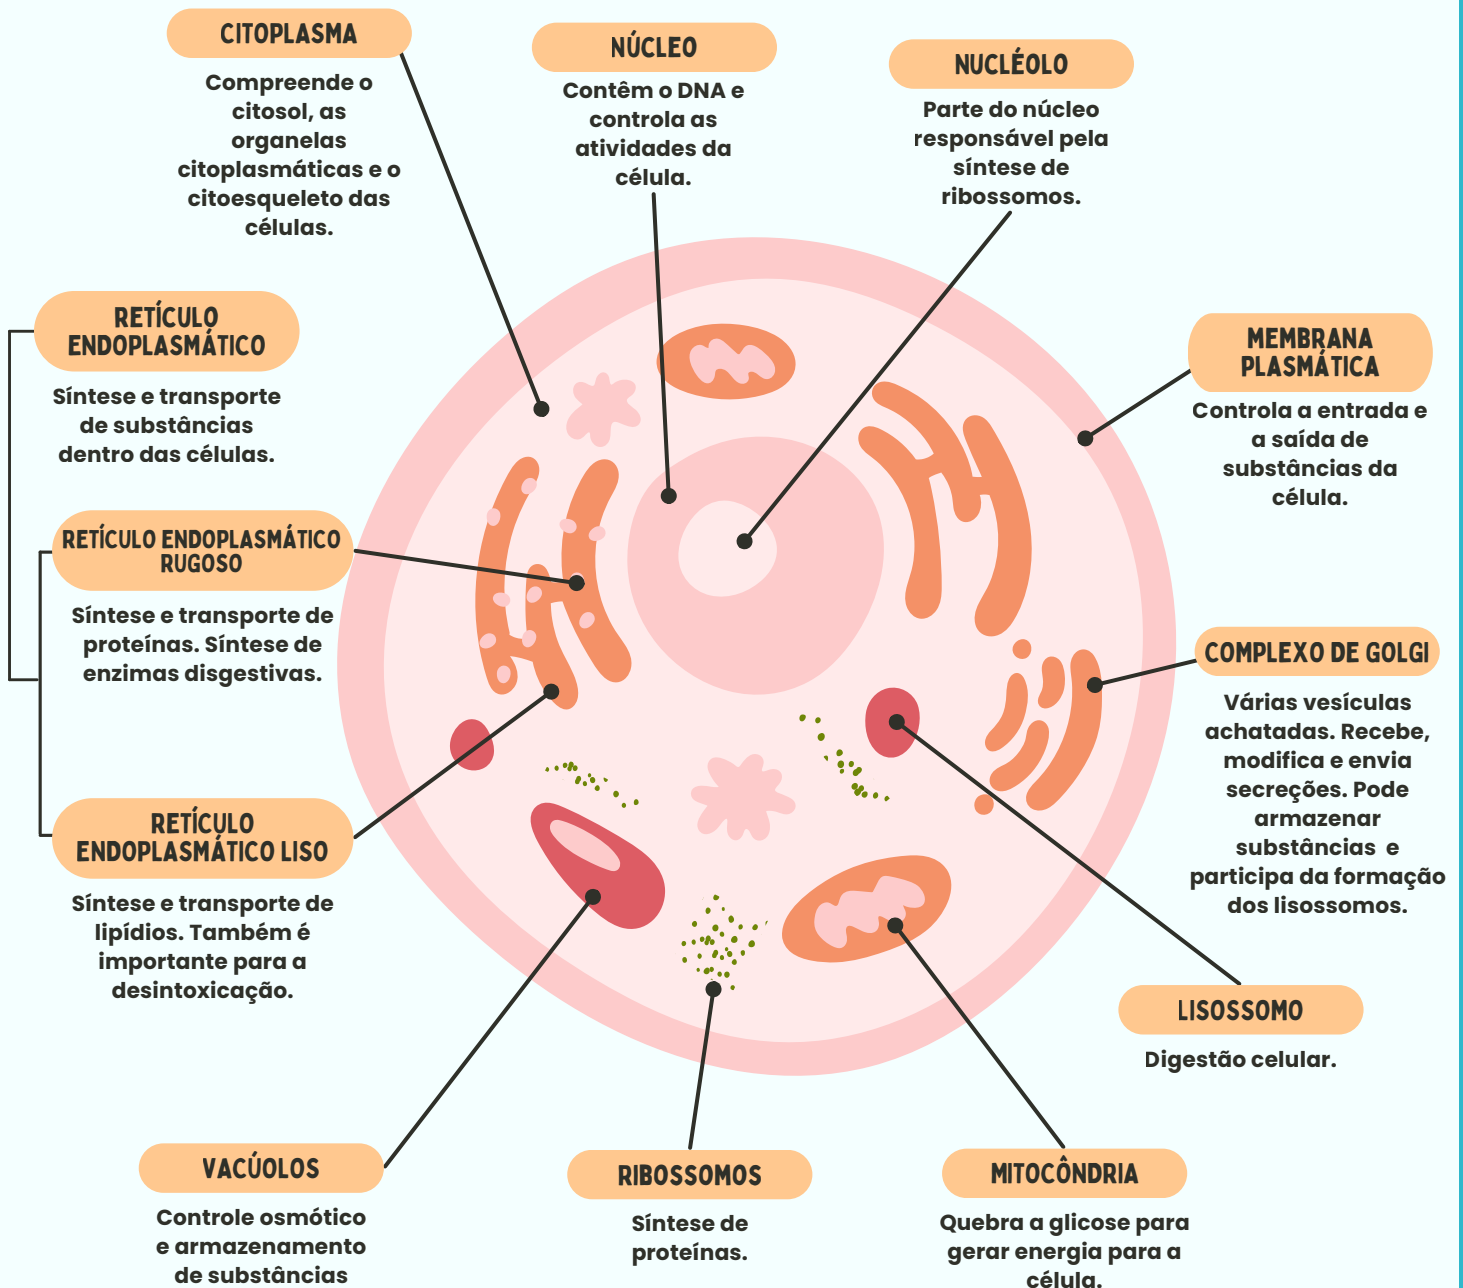 CITOPLASMA
Compreende o
citosol, as
organelas
citoplasmáticas e o
citoesqueleto das
células.
NÚCLEO
Contêm o DNA e
controla as
atividades da
célula.
NUCLÉOLO
Parte do núcleo
responsável pela
síntese de
ribossomos.
RETÍCULO
ENDOPLASMÁTICO
Síntese e transporte
de substâncias
dentro das células.
MEMBRANA
PLASMÁTICA
Controla a entrada e
a saída de
substâncias da
célula.
RETÍCULO ENDOPLASMÁTICO
RUGOSO
Síntese e transporte de
proteínas. Síntese de
enzimas disgestivas.
COMPLEXO DE GOLGI
Várias vesículas
achatadas. Recebe,
modifica e envia
secreções. Pode
armazenar
substâncias e
participa da formação
dos lisossomos.
RETÍCULO
ENDOPLASMÁTICO LISO
Síntese e transporte de
lipídios. Também é
importante para a
desintoxicação.
LISOSSOMO
Digestão celular.
VACÚOLOS
Controle osmótico
e armazenamento
de substâncias
RIBOSSOMOS
Síntese de
proteínas.
MITOCÔNDRIA
Quebra a glicose para
gerar energia para a
célula.